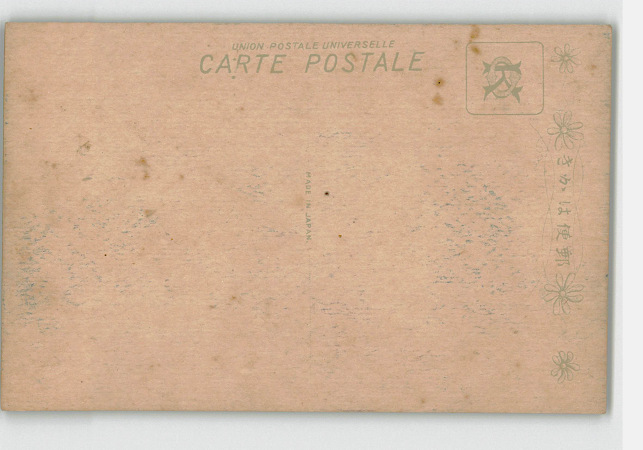 UNION POSTALE UNIVERSELLE
CARTE POSTALE
MADE IN JAPAN
きかは便郵